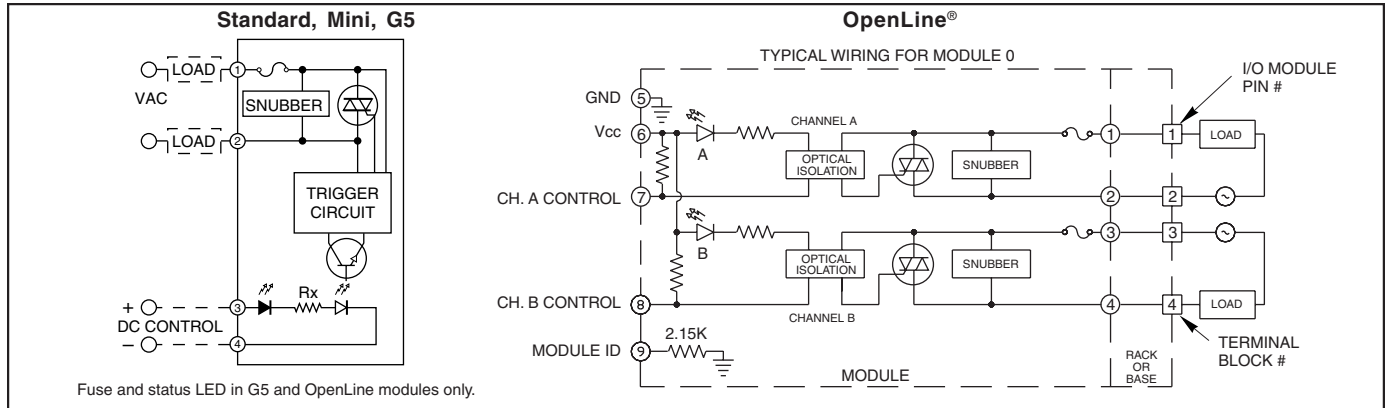 Standard, Mini, G5
LOAD
1
VAC
SNUBBER
LOAD
2
TRIGGER
CIRCUIT
Rx
+
3
DC CONTROL
–
4
Fuse and status LED in G5 and OpenLine modules only.
OpenLine®
TYPICAL WIRING FOR MODULE 0
I/O MODULE
PIN #
GND
5
Vcc
6
A
CHANNEL A
OPTICAL
ISOLATION
SNUBBER
1
1
LOAD
CH. A CONTROL
7
2
2
~
B
OPTICAL
ISOLATION
SNUBBER
3
3
~
CH. B CONTROL
8
CHANNEL B
4
4
LOAD
MODULE ID
9
2.15K
MODULE
RACK
OR
BASE
TERMINAL
BLOCK #